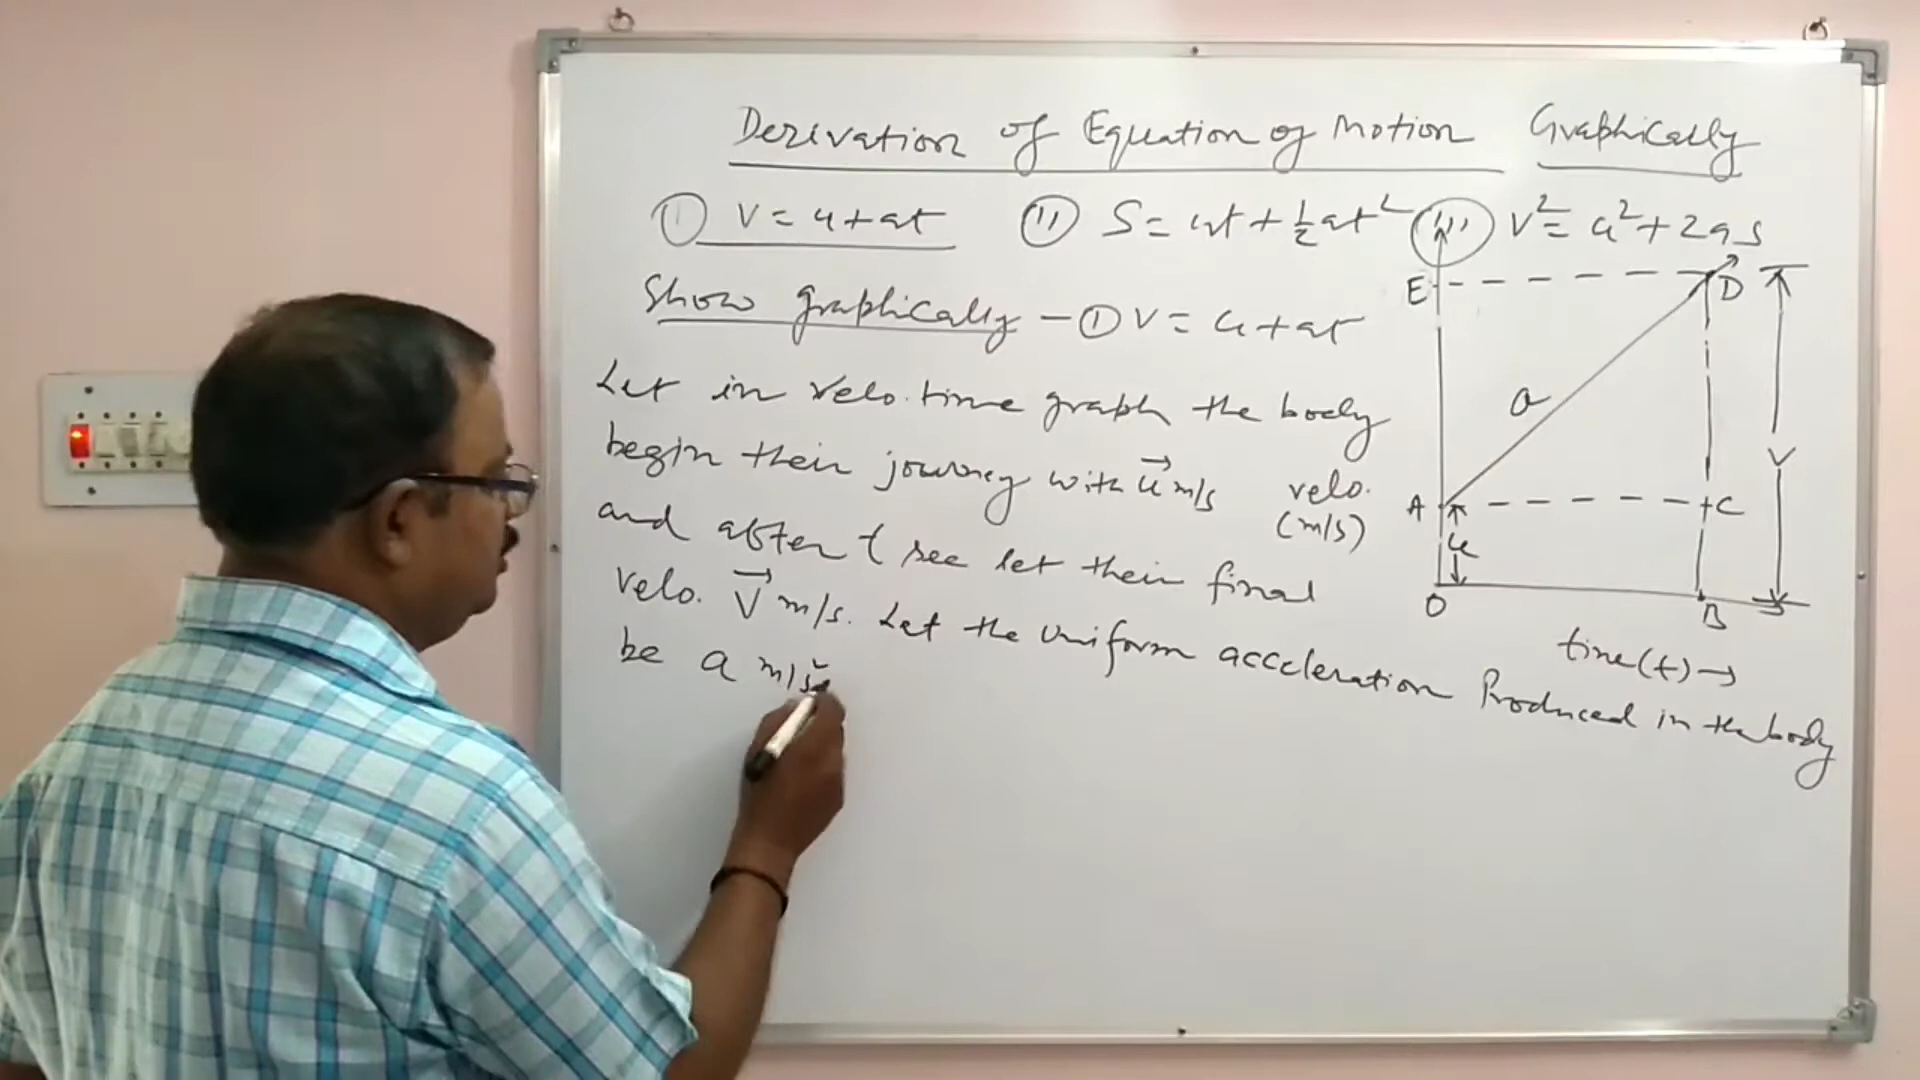 Derivation of Equation of Motion Graphically
(I) V = u + at (II) S = ut + ½at² (III) V² = u² + 2as
Show graphically - (I) V = u + at
Let in velo. time graph the body
begin their journey with u⃗ m/s
and after t sec let their final
velo. V⃗ m/s. Let the uniform acceleration Produced in the body
be a m/s²
E D
a
V
velo.
(m/s)
A C
u
O B
time(t) →